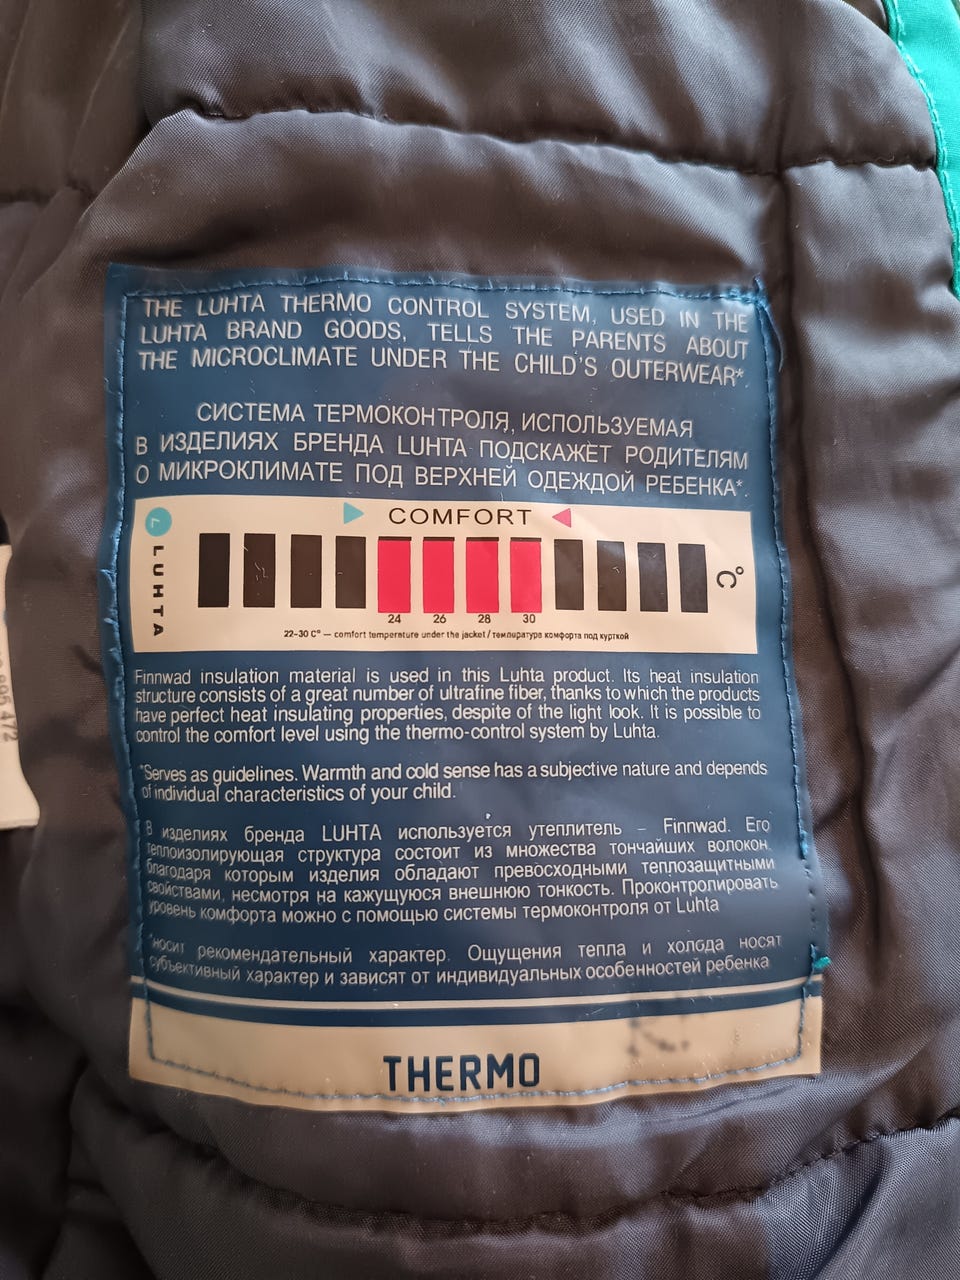 THE LUHTA THERMO CONTROL SYSTEM, USED IN THE
LUHTA BRAND GOODS, TELLS THE PARENTS ABOUT
THE MICROCLIMATE UNDER THE CHILD'S OUTERWEAR*.
СИСТЕМА ТЕРМОКОНТРОЛЯ, ИСПОЛЬЗУЕМАЯ
В ИЗДЕЛИЯХ БРЕНДА LUHTA ПОДСКАЖЕТ РОДИТЕЛЯМ
О МИКРОКЛИМАТЕ ПОД ВЕРХНЕЙ ОДЕЖДОЙ РЕБЕНКА*.
COMFORT
LUHTA
°C
24 26 28 30
22-30 C° — comfort temperature under the jacket / температура комфорта под курткой
Finnwad insulation material is used in this Luhta product. Its heat insulation
structure consists of a great number of ultrafine fiber, thanks to which the products
have perfect heat insulating properties, despite of the light look. It is possible to
control the comfort level using the thermo-control system by Luhta.
*Serves as guidelines. Warmth and cold sense has a subjective nature and depends
of individual characteristics of your child.
В изделиях бренда LUHTA используется утеплитель – Finnwad. Его
теплоизолирующая структура состоит из множества тончайших волокон,
благодаря которым изделия обладают превосходными теплозащитными
свойствами, несмотря на кажущуюся внешнюю тонкость. Проконтролировать
уровень комфорта можно с помощью системы термоконтроля от Luhta
*носит рекомендательный характер. Ощущения тепла и холода носят
субъективный характер и зависят от индивидуальных особенностей ребенка
THERMO